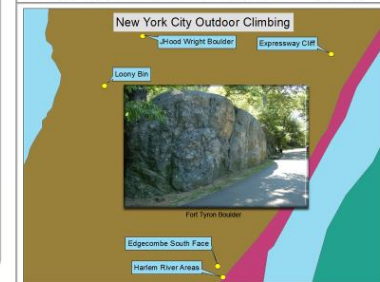 New York City Outdoor Climbing
JHood Wright Boulder
Expressway Cliff
Loony Bin
Fort Tyron Boulder
Edgecombe South Face
Harlem River Areas